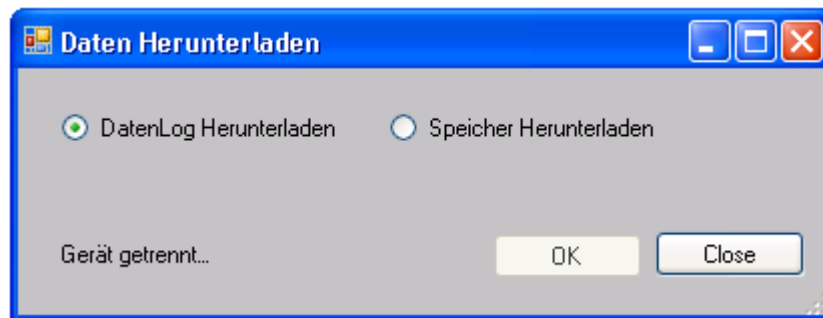 Daten Herunterladen
DatenLog Herunterladen Speicher Herunterladen
Gerät getrennt... OK Close